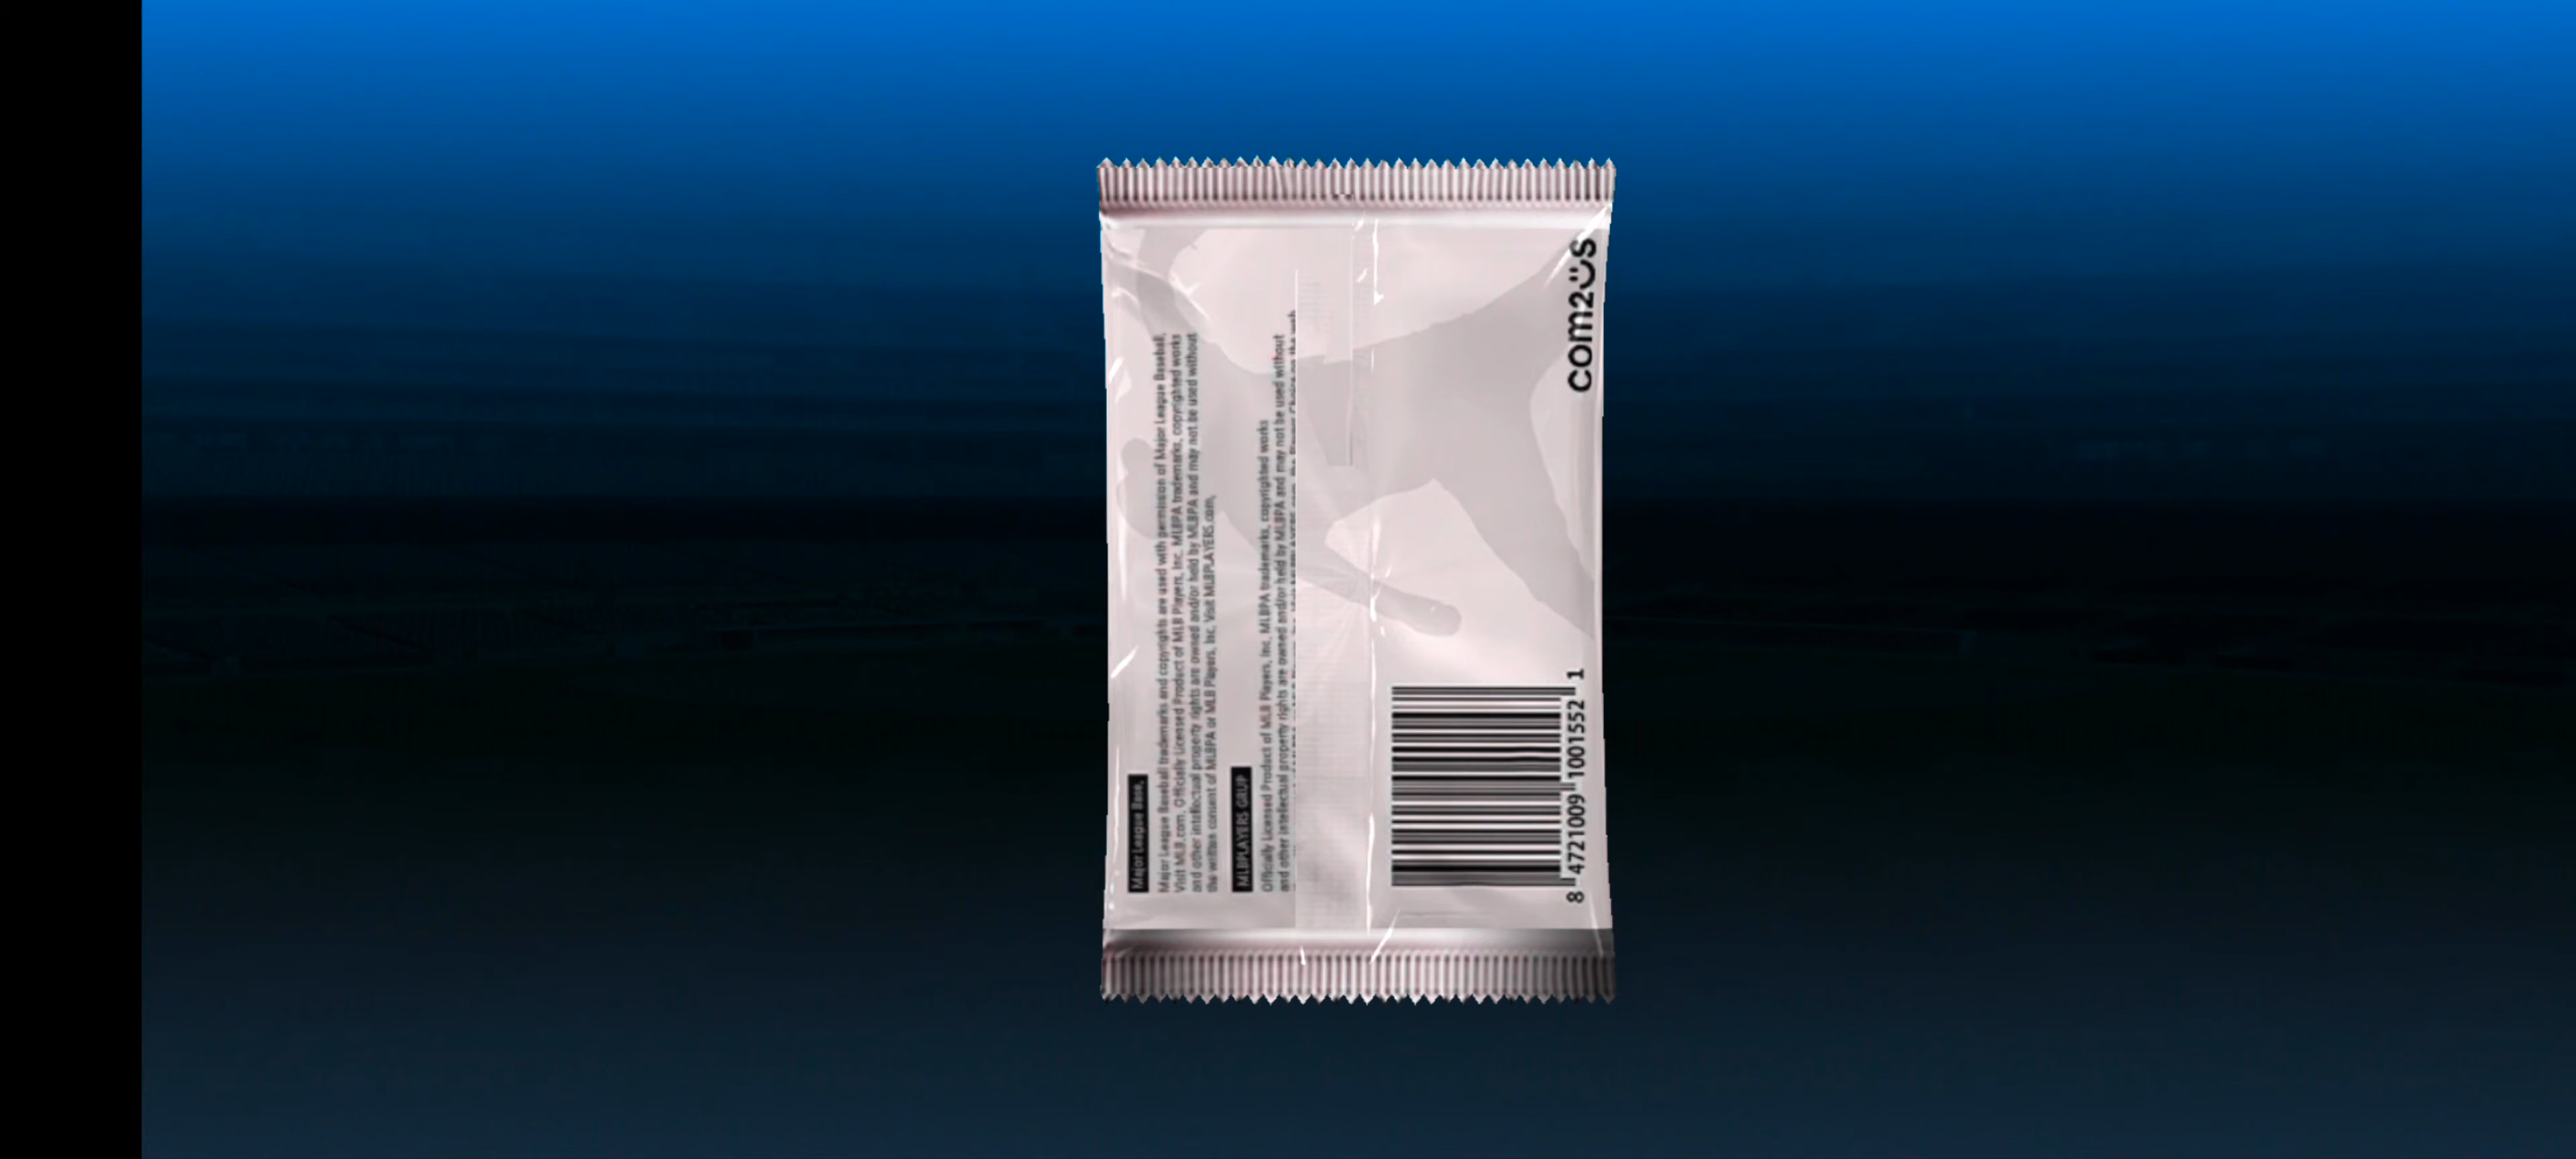 Major League Base.
Major League Baseball trademarks and copyrights are used with permission of Major League Baseball.
Visit MLB.com. Officially Licensed Product of MLB Players, Inc. MLBPA trademarks, copyrighted works
and other intellectual property rights are owned and/or held by MLBPA and may not be used without
the written consent of MLBPA or MLB Players, Inc. Visit MLBPLAYERS.com,
MLBPLAYERS GRUP
Officially Licensed Product of MLB Players, Inc. MLBPA trademarks, copyrighted works
and other intellectual property rights are owned and/or held by MLBPA and may not be used without
com2us
8 4721009 1001552 1